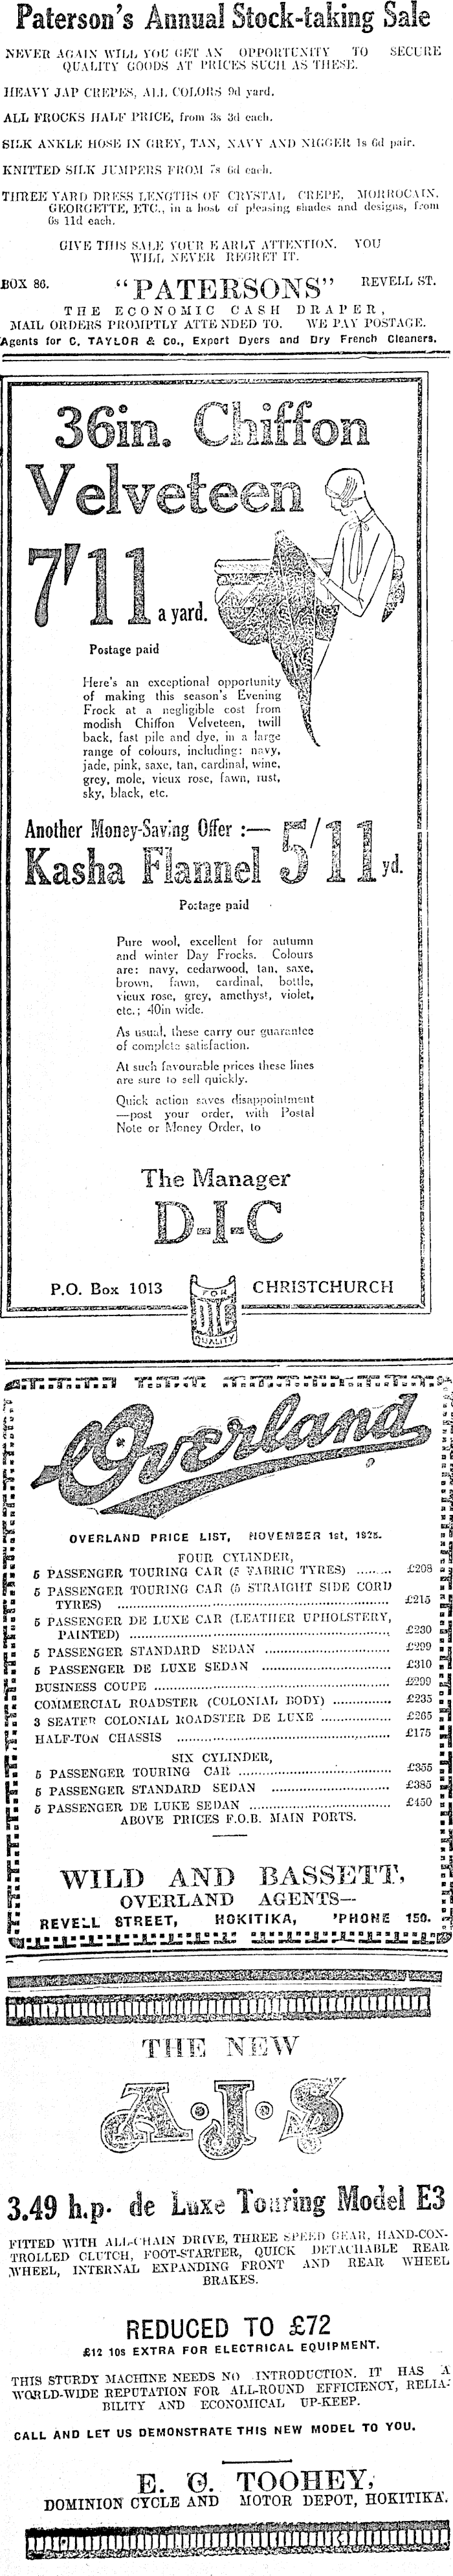 Paterson's Annual Stock-taking Sale
NEVER AGAIN WILL YOU GET AN OPPORTUNITY TO SECURE
QUALITY GOODS AT PRICES SUCH AS THESE.
HEAVY JAP CREPES, ALL COLORS 9d yard.
ALL FROCKS HALF PRICE, from 3s 3d each.
SILK ANKLE HOSE IN GREY, TAN, NAVY AND NIGGER 1s 6d pair.
KNITTED SILK JUMPERS FROM 7s 6d each.
THREE YARD DRESS LENGTHS OF CRYSTAL CREPE, MORROCAIN,
GEORGETTE, ETC., in a host of pleasing shades and designs, from
6s 11d each.
GIVE THIS SALE YOUR EARLY ATTENTION. YOU
WILL NEVER REGRET IT.
BOX 86. "PATERSONS" REVELL ST.
THE ECONOMIC CASH DRAPER,
MAIL ORDERS PROMPTLY ATTENDED TO. WE PAY POSTAGE.
Agents for C. TAYLOR & Co., Expert Dyers and Dry French Cleaners.
36in. Chiffon
Velveteen
7'11 a yard.
Postage paid
Here's an exceptional opportunity
of making this season's Evening
Frock at a negligible cost from
modish Chiffon Velveteen, twill
back, fast pile and dye, in a large
range of colours, including: navy,
jade, pink, saxe, tan, cardinal, wine,
grey, mole, vieux rose, fawn, rust,
sky, black, etc.
Another Money-Saving Offer :—
Kasha Flannel 5/11 yd.
Postage paid
Pure wool, excellent for autumn
and winter Day Frocks. Colours
are: navy, cedarwood, tan, saxe,
brown, fawn, cardinal, bottle,
vieux rose, grey, amethyst, violet,
etc.; 40in wide.
As usual, these carry our guarantee
of complete satisfaction.
At such favourable prices these lines
are sure to sell quickly.
Quick action saves disappointment
—post your order, with Postal
Note or Money Order, to
The Manager
D-I-C
P.O. Box 1013 CHRISTCHURCH
FOR
DIC
QUALITY
Overland
OVERLAND PRICE LIST, NOVEMBER 1st, 1925.
FOUR CYLINDER,
5 PASSENGER TOURING CAR (5 FABRIC TYRES) ........ £208
5 PASSENGER TOURING CAR (5 STRAIGHT SIDE CORD
TYRES) ........ £215
5 PASSENGER DE LUXE CAR (LEATHER UPHOLSTERY,
PAINTED) ........ £230
5 PASSENGER STANDARD SEDAN ........ £299
5 PASSENGER DE LUXE SEDAN ........ £310
BUSINESS COUPE ........ £299
COMMERCIAL ROADSTER (COLONIAL BODY) ........ £235
3 SEATER COLONIAL ROADSTER DE LUXE ........ £265
HALF-TON CHASSIS ........ £175
SIX CYLINDER,
5 PASSENGER TOURING CAR ........ £355
5 PASSENGER STANDARD SEDAN ........ £385
5 PASSENGER DE LUKE SEDAN ........ £450
ABOVE PRICES F.O.B. MAIN PORTS.
WILD AND BASSETT,
OVERLAND AGENTS—
REVELL STREET, HOKITIKA, 'PHONE 150.
THE NEW
A.J.S
3.49 h.p. de Luxe Touring Model E3
FITTED WITH ALL-CHAIN DRIVE, THREE SPEED GEAR, HAND-CON-
TROLLED CLUTCH, FOOT-STARTER, QUICK DETACHABLE REAR
WHEEL, INTERNAL EXPANDING FRONT AND REAR WHEEL
BRAKES.
REDUCED TO £72
£12 10s EXTRA FOR ELECTRICAL EQUIPMENT.
THIS STURDY MACHINE NEEDS NO INTRODUCTION. IT HAS A
WORLD-WIDE REPUTATION FOR ALL-ROUND EFFICIENCY, RELIA-
BILITY AND ECONOMICAL UP-KEEP.
CALL AND LET US DEMONSTRATE THIS NEW MODEL TO YOU.
E. C. TOOHEY,
DOMINION CYCLE AND MOTOR DEPOT, HOKITIKA.